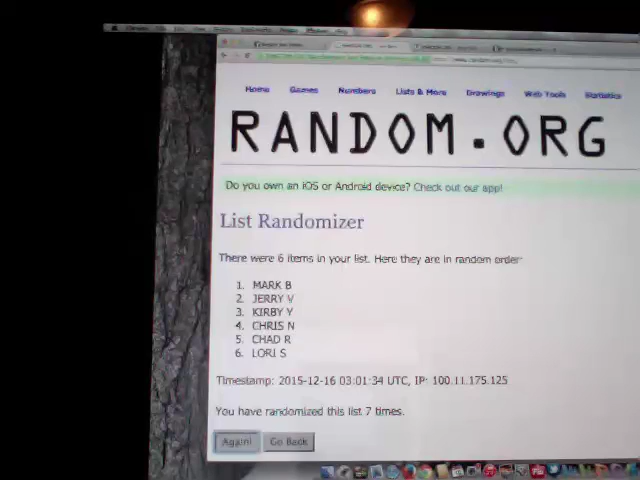 Home Games Numbers Lists & More Drawings Web Tools Statistics
RANDOM.ORG
Do you own an iOS or Android device? Check out our app!
List Randomizer
There were 6 items in your list. Here they are in random order:
1. MARK B
2. JERRY V
3. KIRBY Y
4. CHRIS N
5. CHAD R
6. LORI S
Timestamp: 2015-12-16 03:01:34 UTC, IP: 100.11.175.125
You have randomized this list 7 times.
Again! Go Back